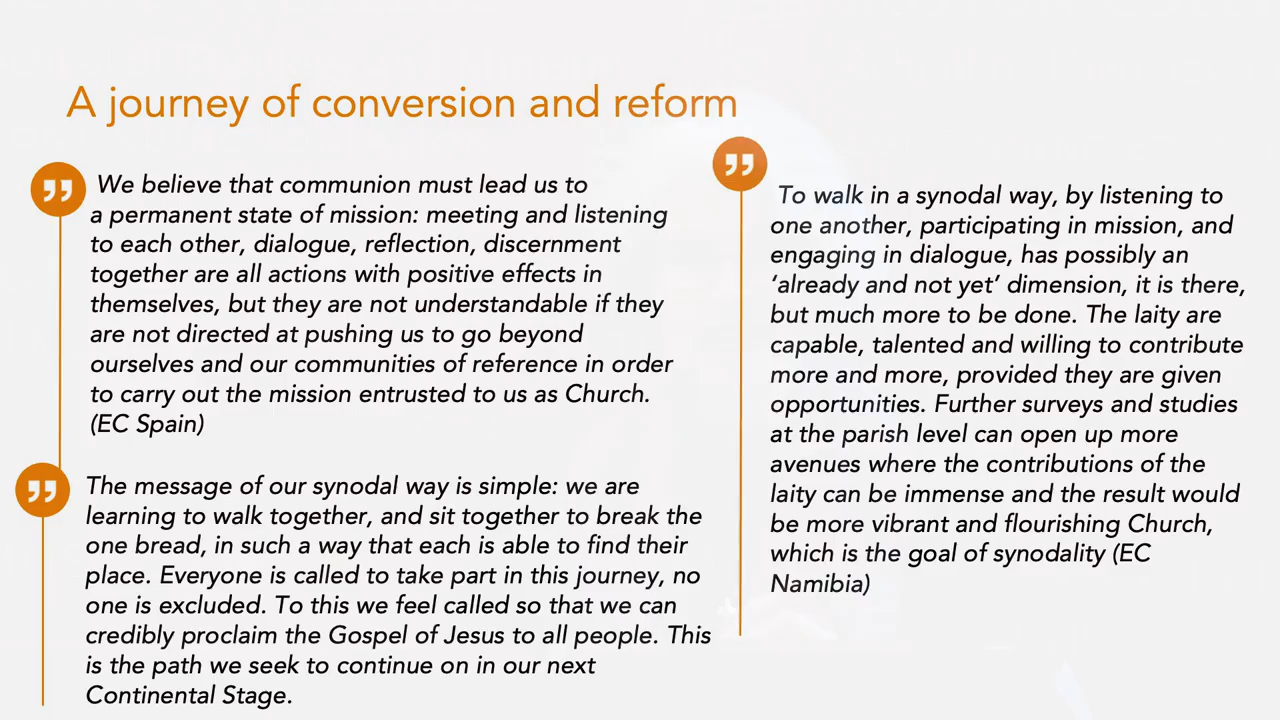 A journey of conversion and reform
We believe that communion must lead us to
a permanent state of mission: meeting and listening
to each other, dialogue, reflection, discernment
together are all actions with positive effects in
themselves, but they are not understandable if they
are not directed at pushing us to go beyond
ourselves and our communities of reference in order
to carry out the mission entrusted to us as Church.
(EC Spain)
The message of our synodal way is simple: we are
learning to walk together, and sit together to break the
one bread, in such a way that each is able to find their
place. Everyone is called to take part in this journey, no
one is excluded. To this we feel called so that we can
credibly proclaim the Gospel of Jesus to all people. This
is the path we seek to continue on in our next
Continental Stage.
To walk in a synodal way, by listening to
one another, participating in mission, and
engaging in dialogue, has possibly an
‘already and not yet’ dimension, it is there,
but much more to be done. The laity are
capable, talented and willing to contribute
more and more, provided they are given
opportunities. Further surveys and studies
at the parish level can open up more
avenues where the contributions of the
laity can be immense and the result would
be more vibrant and flourishing Church,
which is the goal of synodality (EC
Namibia)